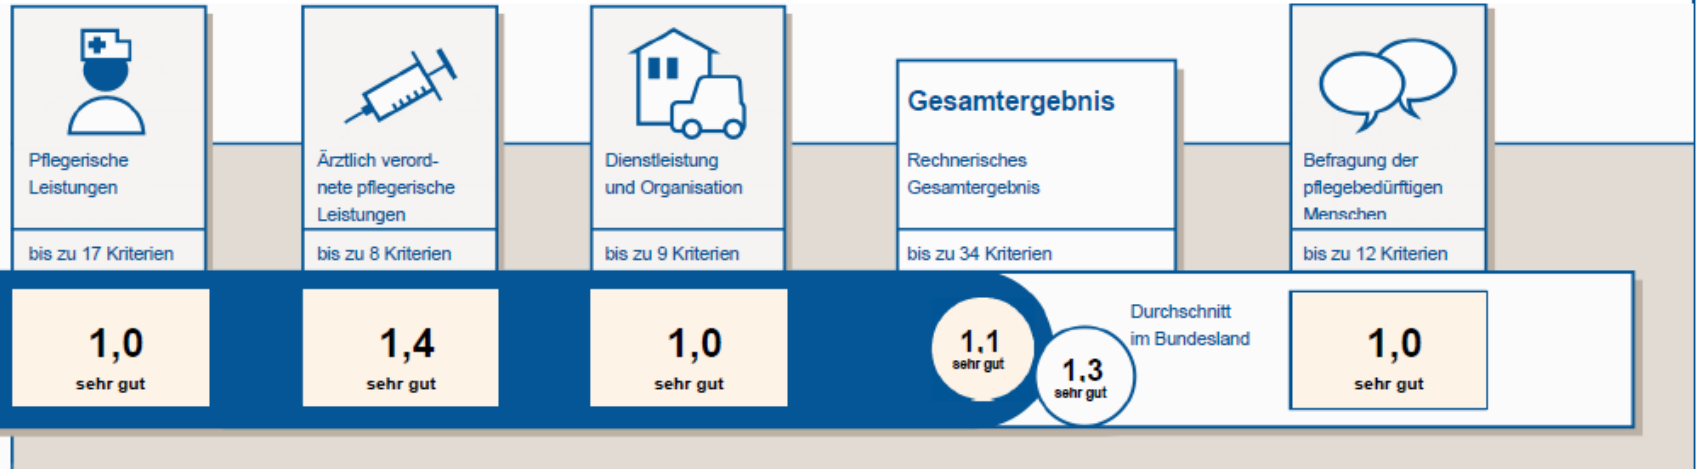 Pflegerische
Leistungen
bis zu 17 Kriterien
1,0
sehr gut
Ärztlich verord-
nete pflegerische
Leistungen
bis zu 8 Kriterien
1,4
sehr gut
Dienstleistung
und Organisation
bis zu 9 Kriterien
1,0
sehr gut
Gesamtergebnis
Rechnerisches
Gesamtergebnis
bis zu 34 Kriterien
1,1
sehr gut
1,3
sehr gut
Durchschnitt
im Bundesland
Befragung der
pflegebedürftigen
Menschen
bis zu 12 Kriterien
1,0
sehr gut